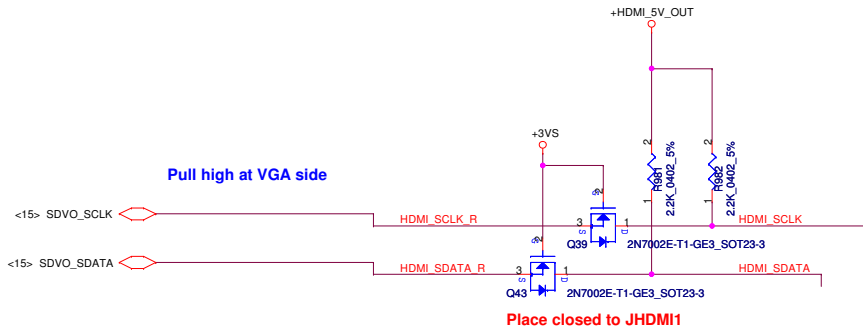 +HDMI_5V_OUT
+3VS
2
2
R981
2.2K_0402_5%
R982
2.2K_0402_5%
1
1
Pull high at VGA side
2
G
<15> SDVO_SCLK
HDMI_SCLK_R
3
S
1
D
HDMI_SCLK
Q39
2N7002E-T1-GE3_SOT23-3
2
G
<15> SDVO_SDATA
HDMI_SDATA_R
3
S
1
D
HDMI_SDATA
Q43
2N7002E-T1-GE3_SOT23-3
Place closed to JHDMI1